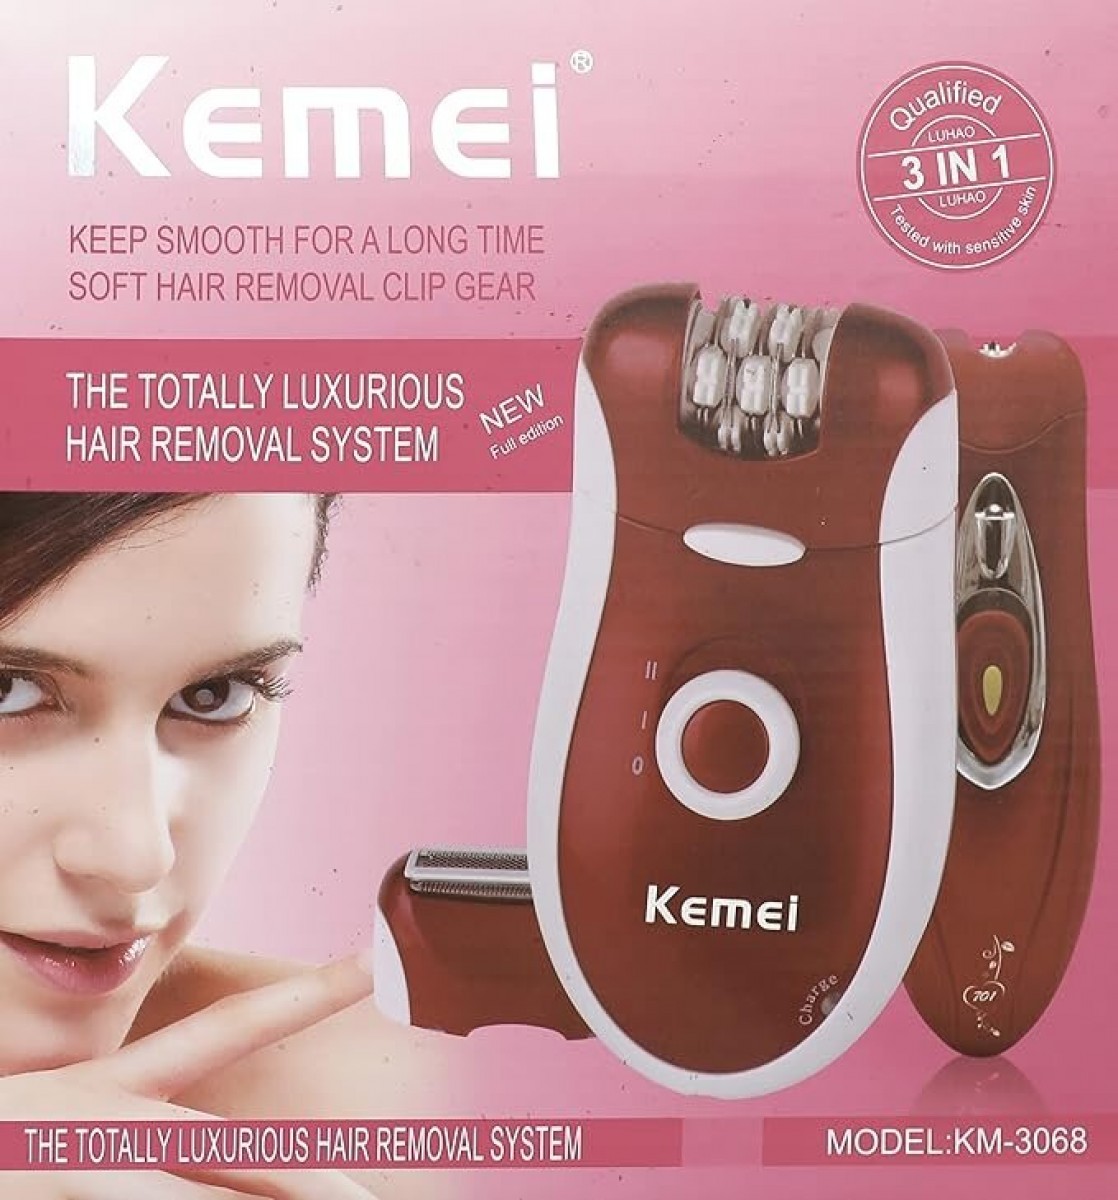 Kemei®
KEEP SMOOTH FOR A LONG TIME
SOFT HAIR REMOVAL CLIP GEAR
Qualified
LUHAO
3 IN 1
LUHAO
Tested with sensitive skin
THE TOTALLY LUXURIOUS
HAIR REMOVAL SYSTEM
NEW
Full edition
II
I
0
Kemei
Charge
701
THE TOTALLY LUXURIOUS HAIR REMOVAL SYSTEM
MODEL:KM-3068